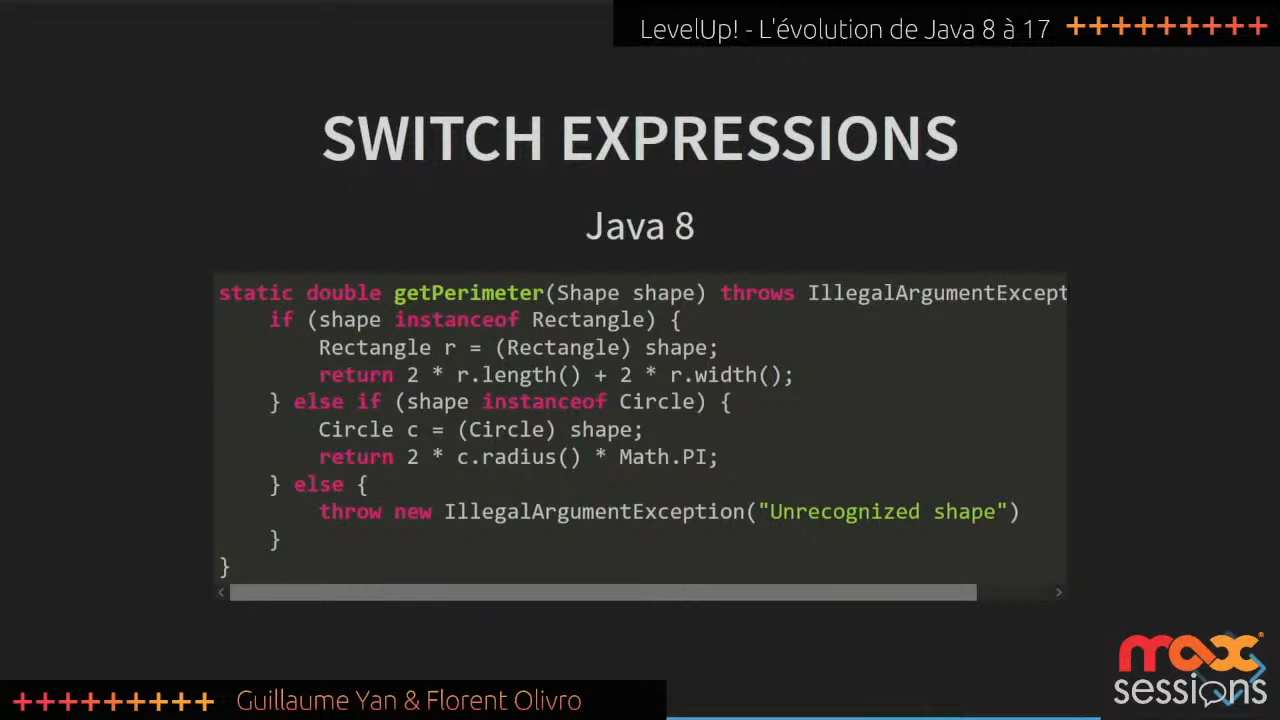 LevelUp! - L'évolution de Java 8 à 17 +++++++++
SWITCH EXPRESSIONS
Java 8
static double getPerimeter(Shape shape) throws IllegalArgumentExcept
    if (shape instanceof Rectangle) {
        Rectangle r = (Rectangle) shape;
        return 2 * r.length() + 2 * r.width();
    } else if (shape instanceof Circle) {
        Circle c = (Circle) shape;
        return 2 * c.radius() * Math.PI;
    } else {
        throw new IllegalArgumentException("Unrecognized shape")
    }
}
max
sessions
+++++++++ Guillaume Yan & Florent Olivro